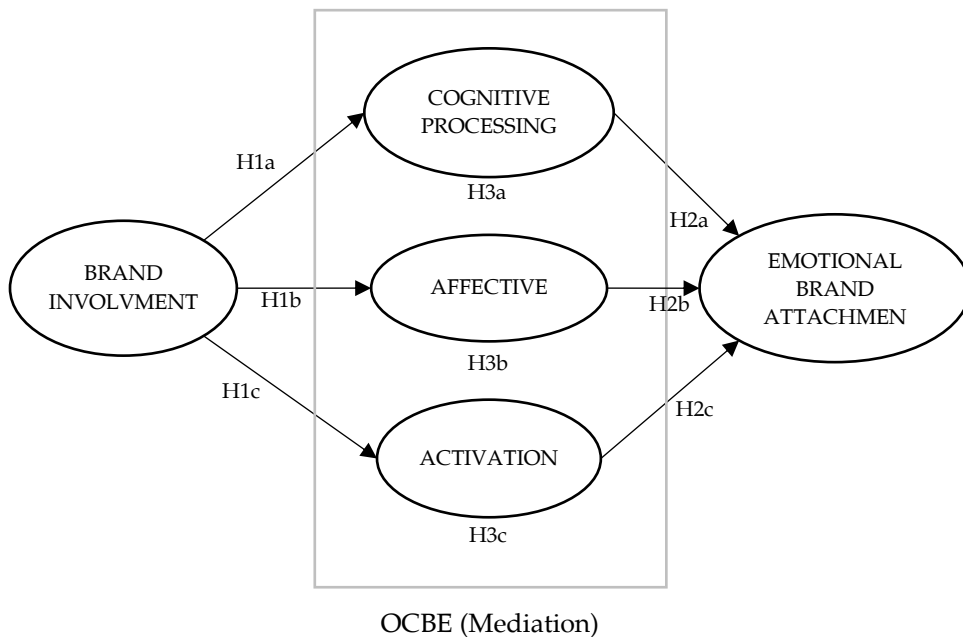 COGNITIVE
PROCESSING
H1a
H3a
H2a
BRAND
INVOLVMENT
H1b
AFFECTIVE
H2b
EMOTIONAL
BRAND
ATTACHMEN
H3b
H1c
H2c
ACTIVATION
H3c
OCBE (Mediation)